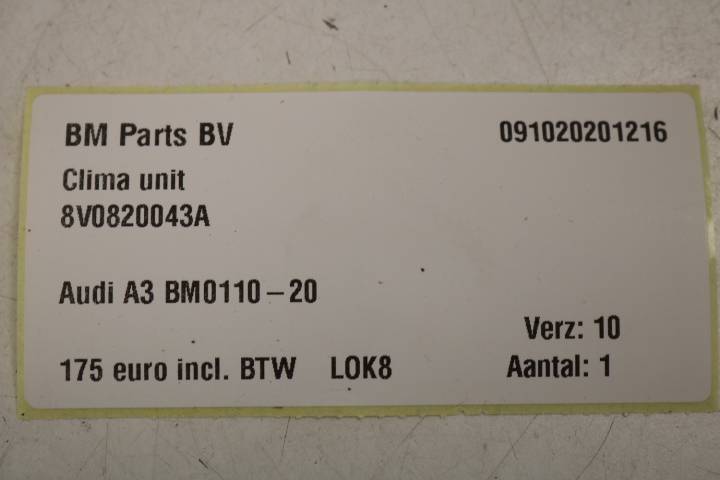 BM Parts BV 091020201216
Clima unit
8V0820043A
Audi A3 BM0110-20
Verz: 10
175 euro incl. BTW LOK8 Aantal: 1